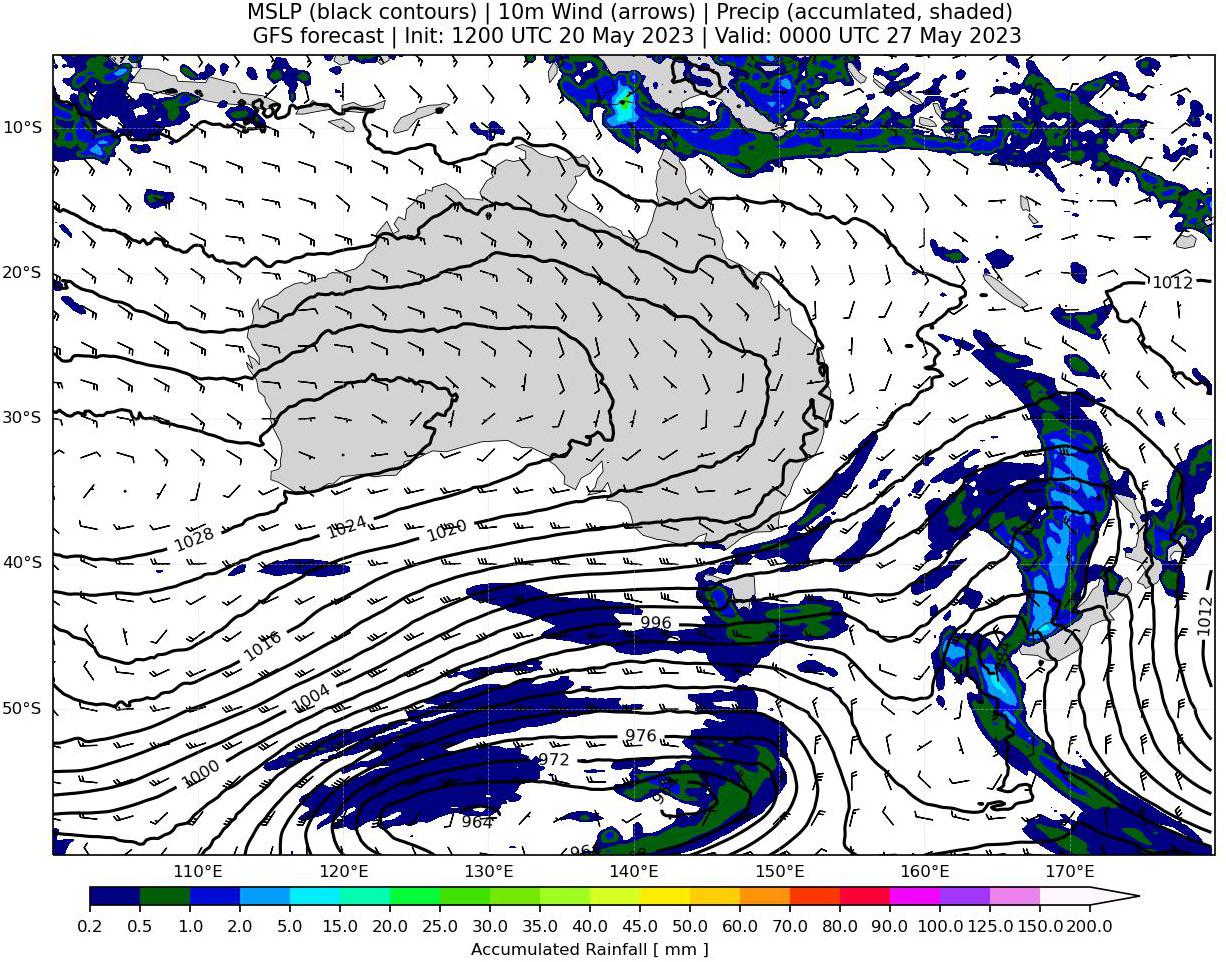 MSLP (black contours) | 10m Wind (arrows) | Precip (accumlated, shaded)
GFS forecast | Init: 1200 UTC 20 May 2023 | Valid: 0000 UTC 27 May 2023
10°S
20°S
1012
30°S
1028
1024
1020
40°S
1012
996
1016
1004
50°S
976
972
1000
964
110°E 120°E 130°E 140°E 150°E 160°E 170°E
0.2 0.5 1.0 2.0 5.0 10.0 15.0 20.0 25.0 30.0 35.0 40.0 45.0 50.0 60.0 70.0 80.0 90.0 100.0 125.0 150.0 200.0
Accumulated Rainfall [ mm ]